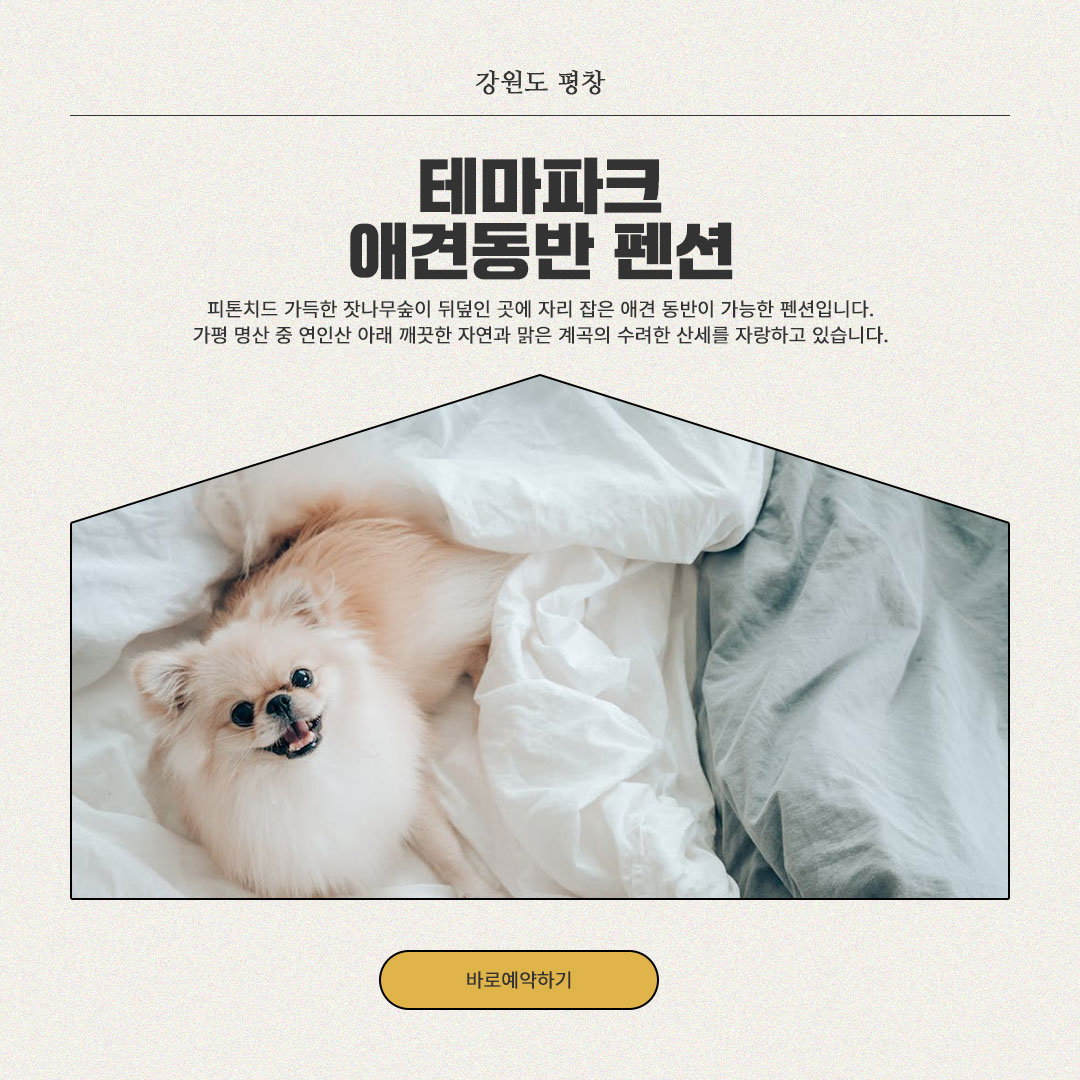 강원도 평창
테마파크
애견동반 펜션
피톤치드 가득한 잣나무숲이 뒤덮인 곳에 자리 잡은 애견 동반이 가능한 펜션입니다.
가평 명산 중 연인산 아래 깨끗한 자연과 맑은 계곡의 수려한 산세를 자랑하고 있습니다.
바로예약하기